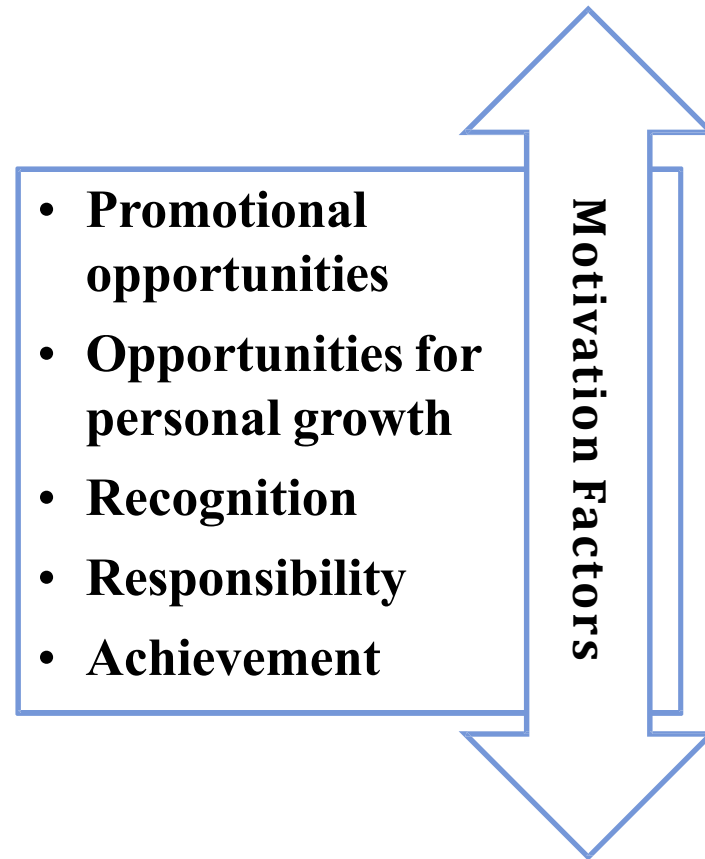 • Promotional
opportunities
• Opportunities for
personal growth
• Recognition
• Responsibility
• Achievement
Motivation Factors